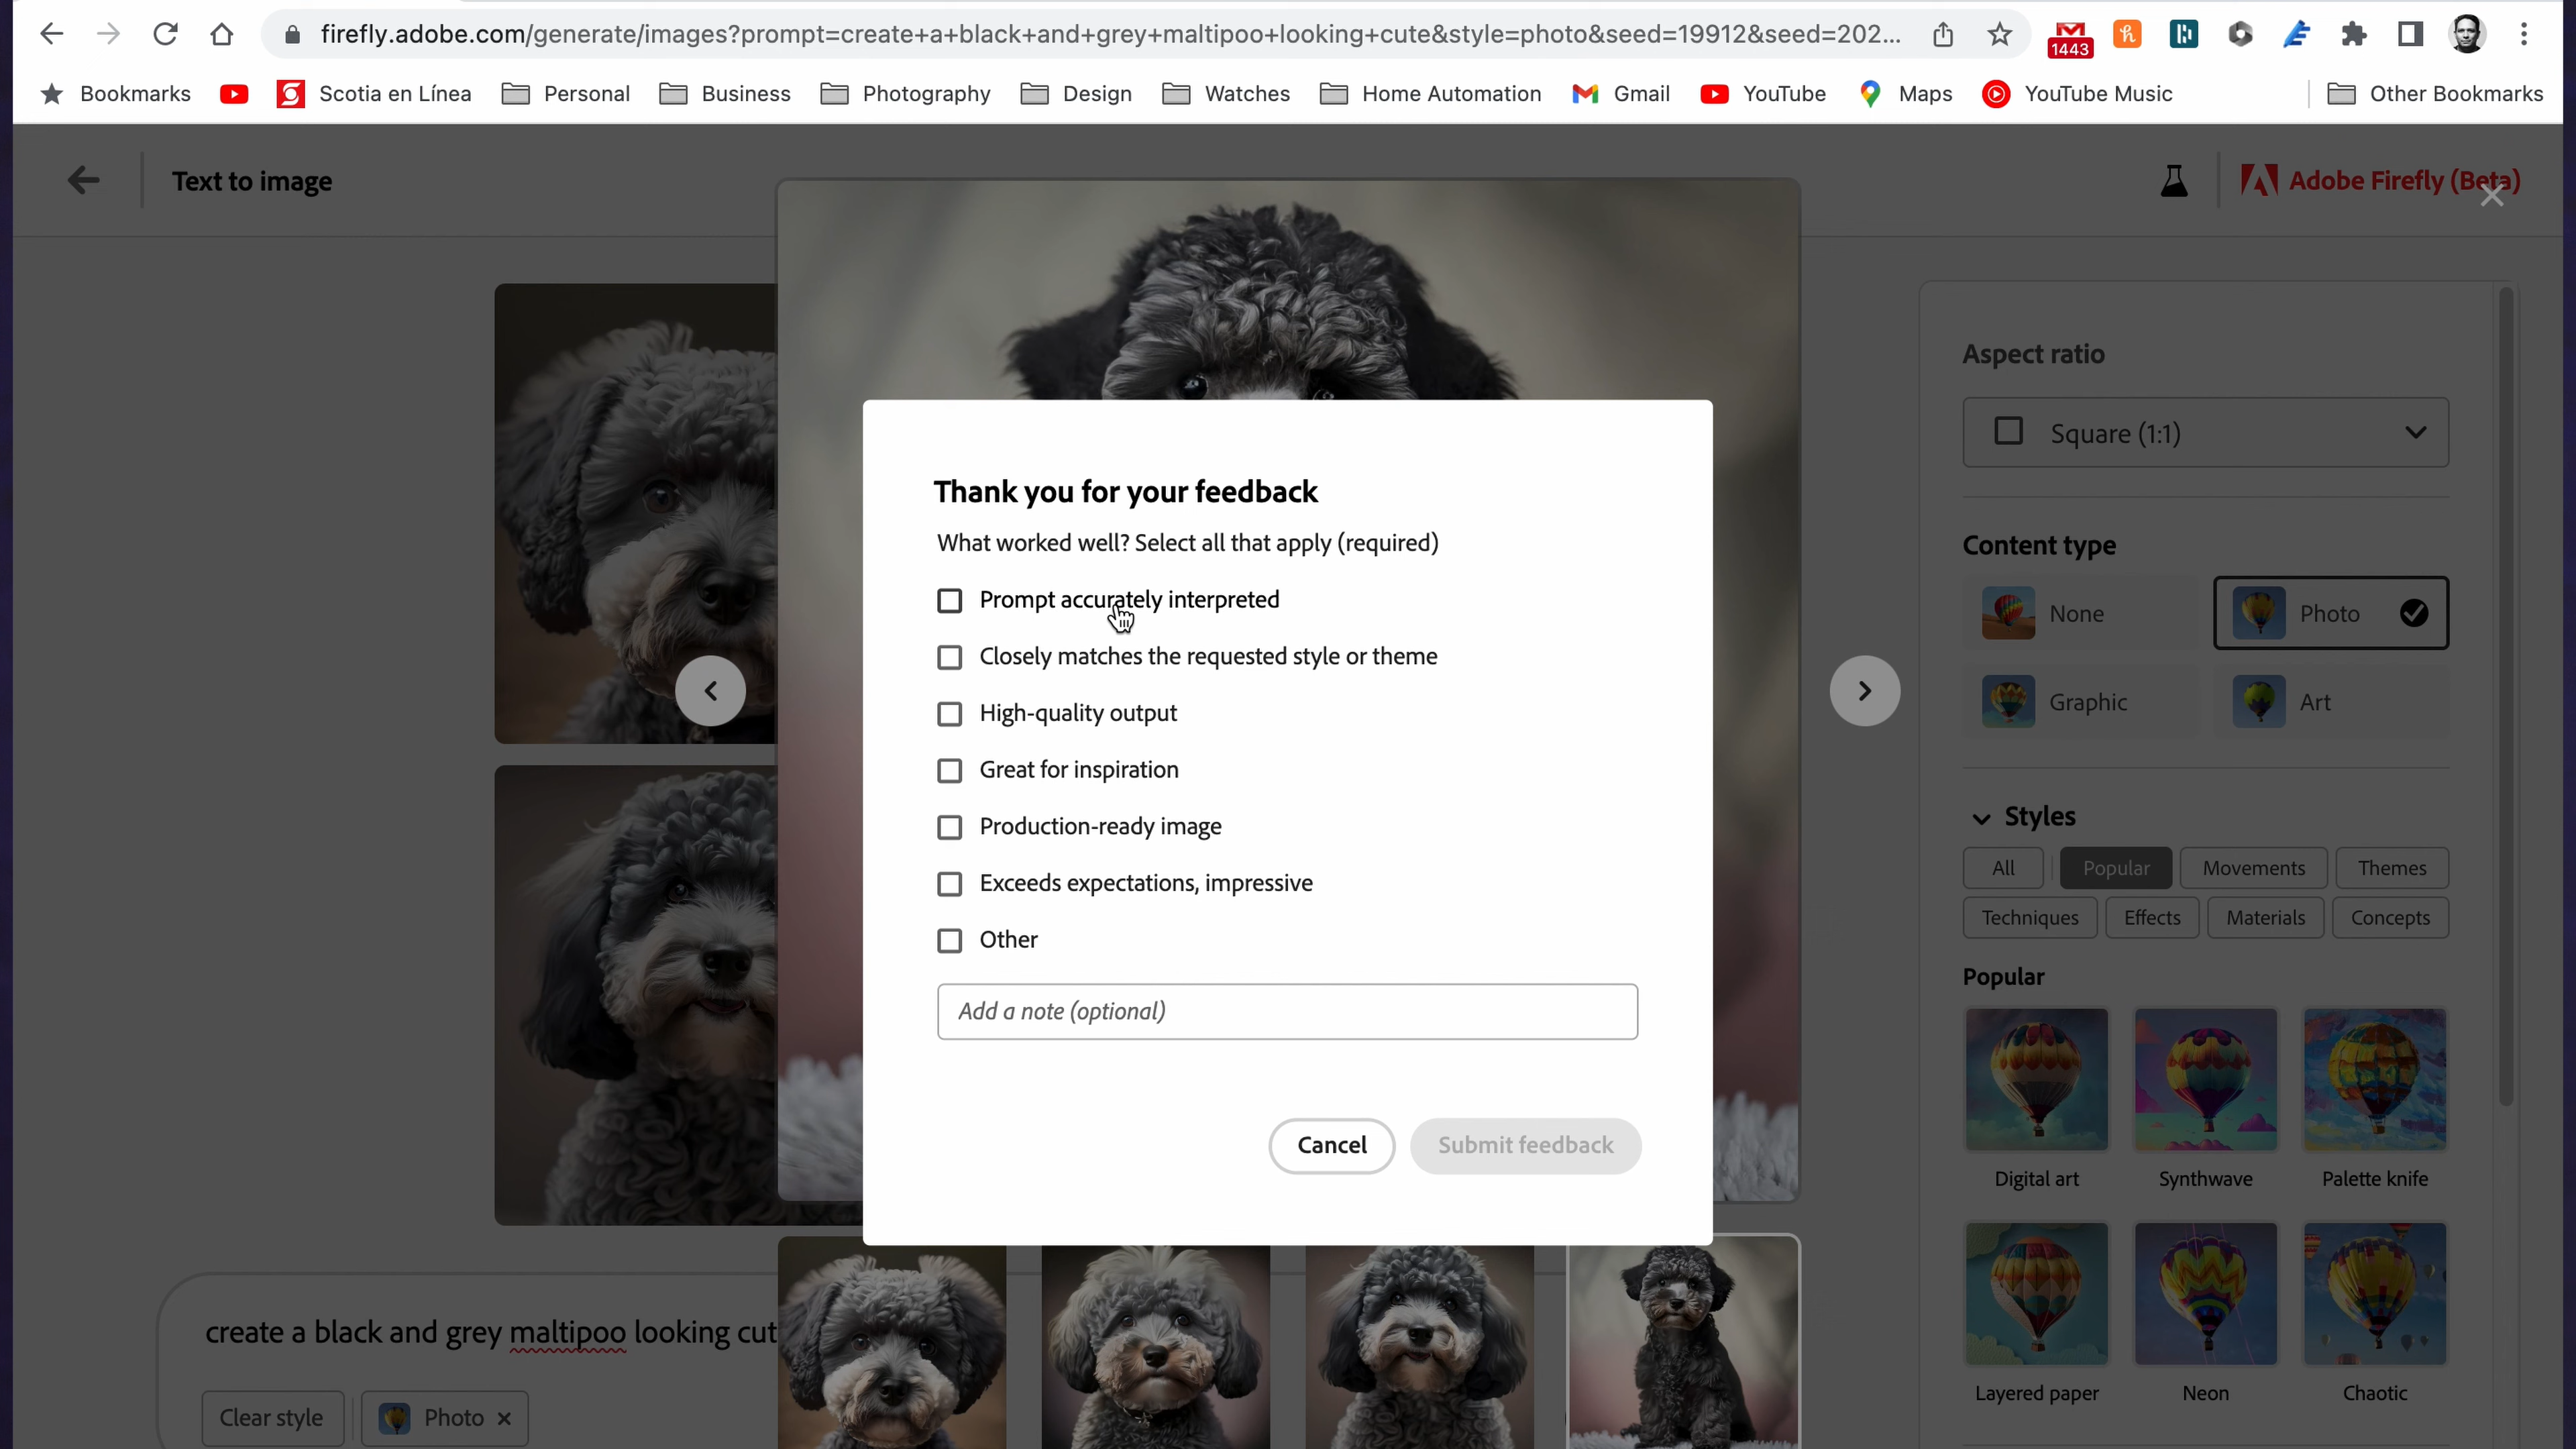 firefly.adobe.com/generate/images?prompt=create+a+black+and+grey+maltipoo+looking+cute&style=photo&seed=19912&seed=202...
1443
Bookmarks
Scotia en Línea
Personal
Business
Photography
Design
Watches
Home Automation
Gmail
YouTube
Maps
YouTube Music
Other Bookmarks
Text to image
Adobe Firefly (Beta)
Thank you for your feedback
What worked well? Select all that apply (required)
Prompt accurately interpreted
Closely matches the requested style or theme
High-quality output
Great for inspiration
Production-ready image
Exceeds expectations, impressive
Other
Add a note (optional)
Cancel
Submit feedback
Aspect ratio
Square (1:1)
Content type
None
Photo
Graphic
Art
Styles
All
Popular
Movements
Themes
Techniques
Effects
Materials
Concepts
Popular
Digital art
Synthwave
Palette knife
Layered paper
Neon
Chaotic
create a black and grey maltipoo looking cut
Clear style
Photo